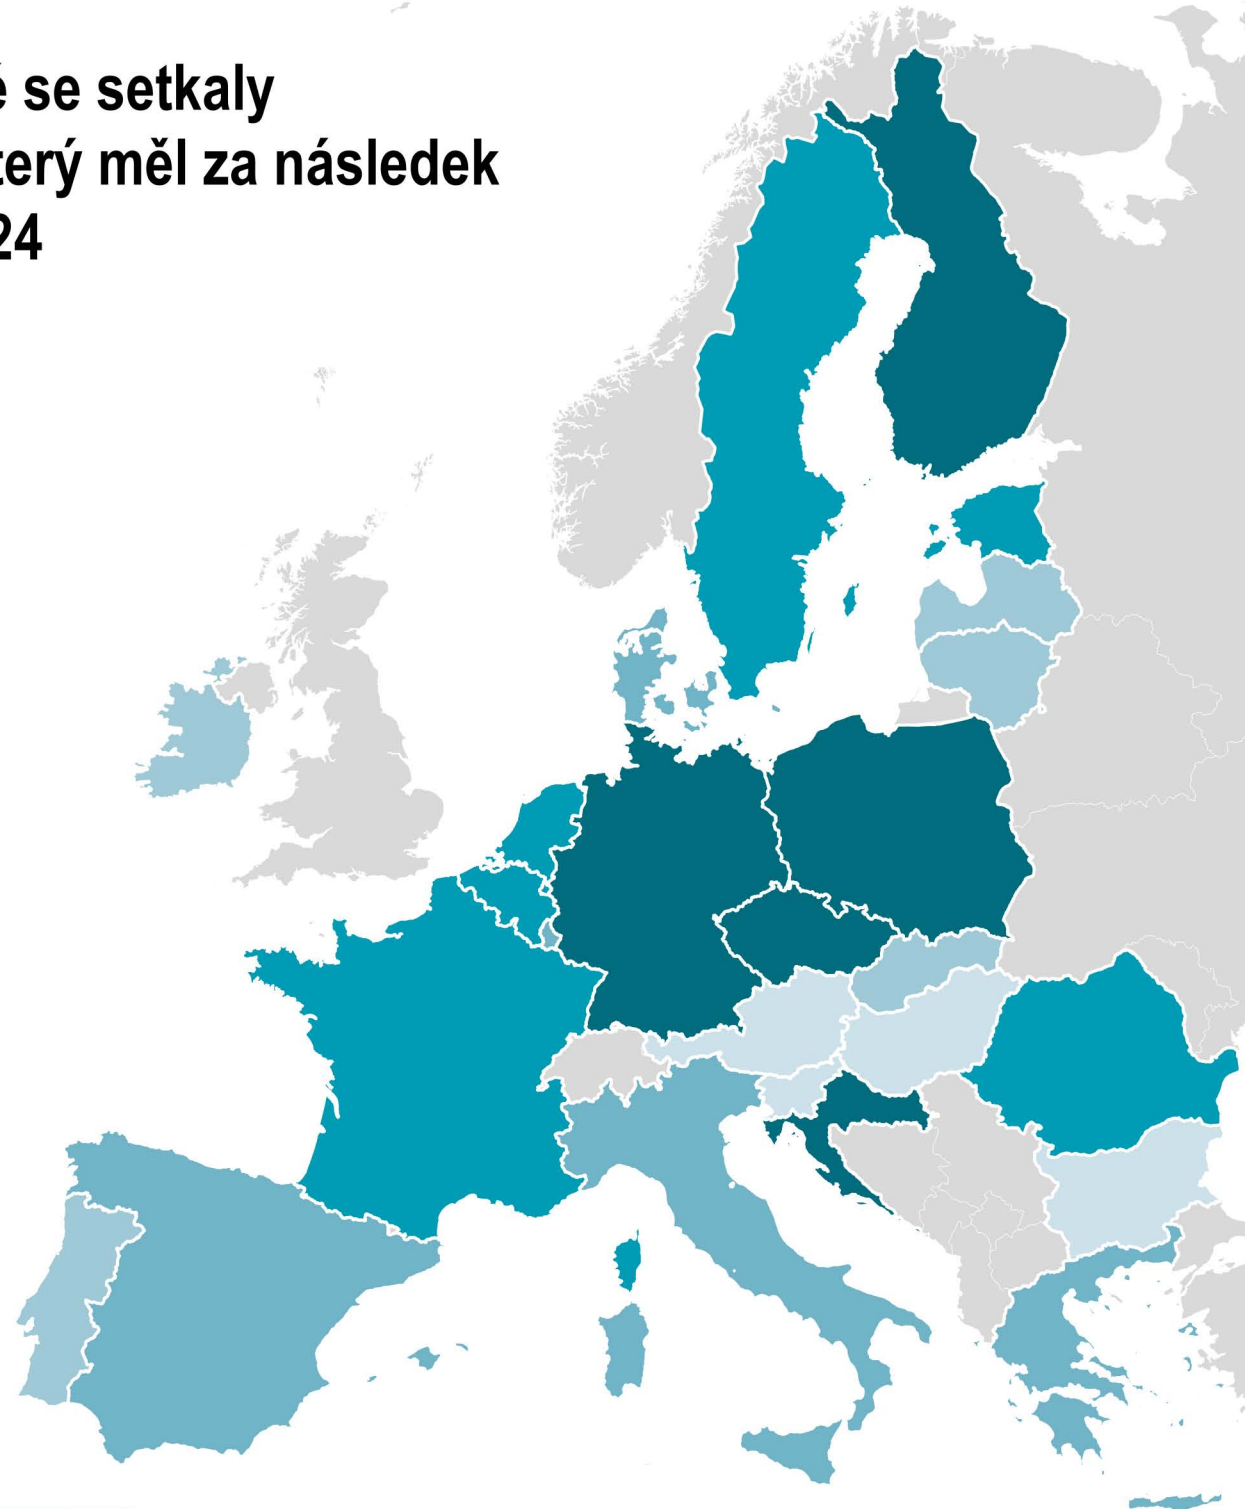 é se setkaly
terý měl za následek
24